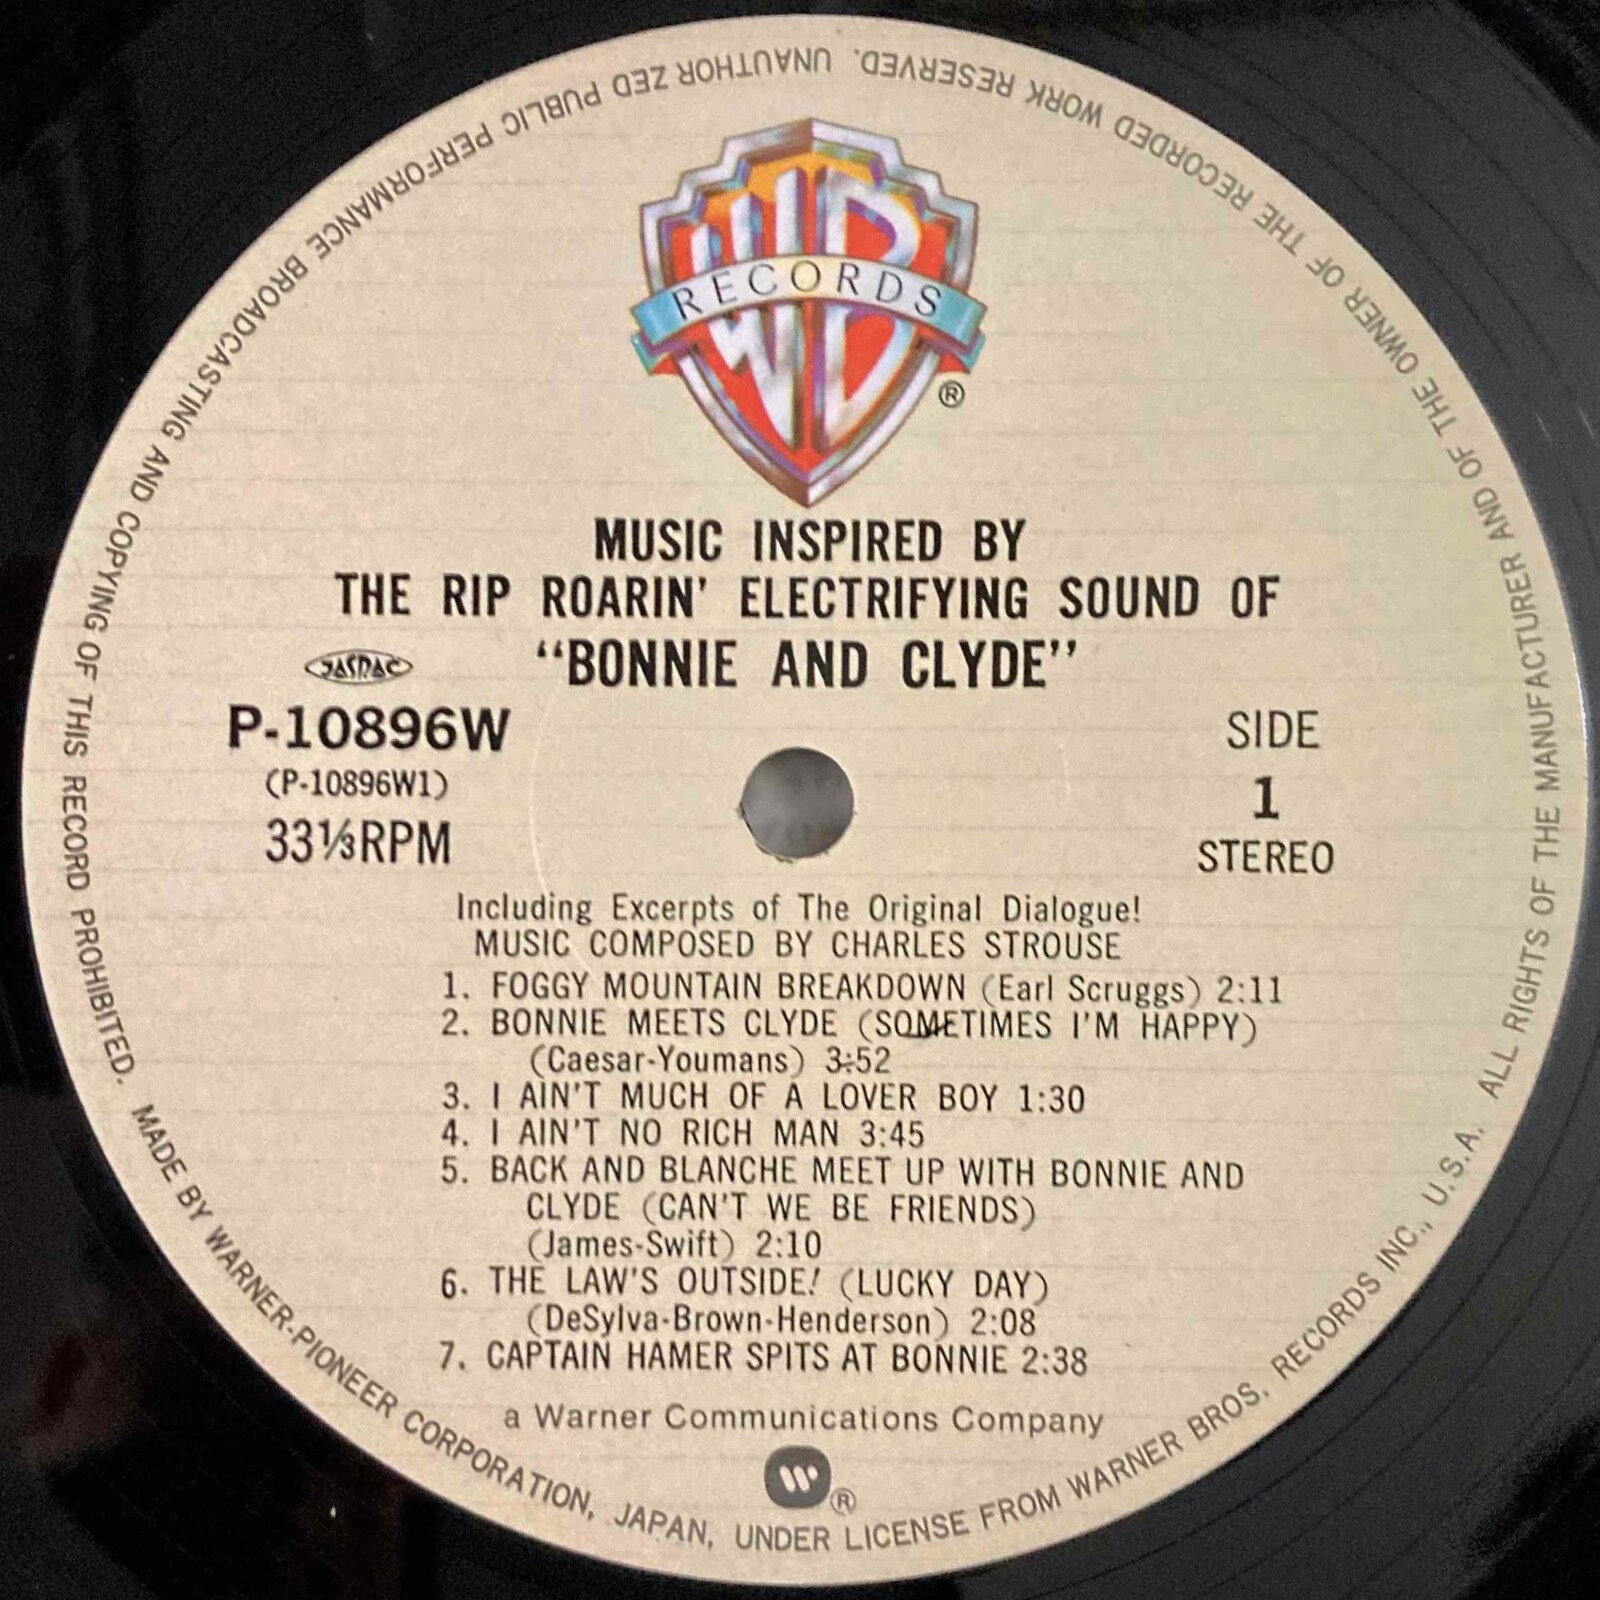 WB
RECORDS
®
MUSIC INSPIRED BY
THE RIP ROARIN' ELECTRIFYING SOUND OF
"BONNIE AND CLYDE"
JASRAC
P-10896W
(P-10896W1)
33⅓RPM
SIDE
1
STEREO
Including Excerpts of The Original Dialogue!
MUSIC COMPOSED BY CHARLES STROUSE
1. FOGGY MOUNTAIN BREAKDOWN (Earl Scruggs) 2:11
2. BONNIE MEETS CLYDE (SOMETIMES I'M HAPPY)
(Caesar-Youmans) 3:52
3. I AIN'T MUCH OF A LOVER BOY 1:30
4. I AIN'T NO RICH MAN 3:45
5. BACK AND BLANCHE MEET UP WITH BONNIE AND
CLYDE (CAN'T WE BE FRIENDS)
(James-Swift) 2:10
6. THE LAW'S OUTSIDE! (LUCKY DAY)
(DeSylva-Brown-Henderson) 2:08
7. CAPTAIN HAMER SPITS AT BONNIE 2:38
a Warner Communications Company
W®
MADE BY WARNER-PIONEER CORPORATION, JAPAN, UNDER LICENSE FROM WARNER BROS. RECORDS INC., U.S.A. ALL RIGHTS OF THE MANUFACTURER AND OF THE OWNER OF THE RECORDED WORK RESERVED. UNAUTHOR ZED PUBLIC PERFORMANCE BROADCASTING AND COPYING OF THIS RECORD PROHIBITED.